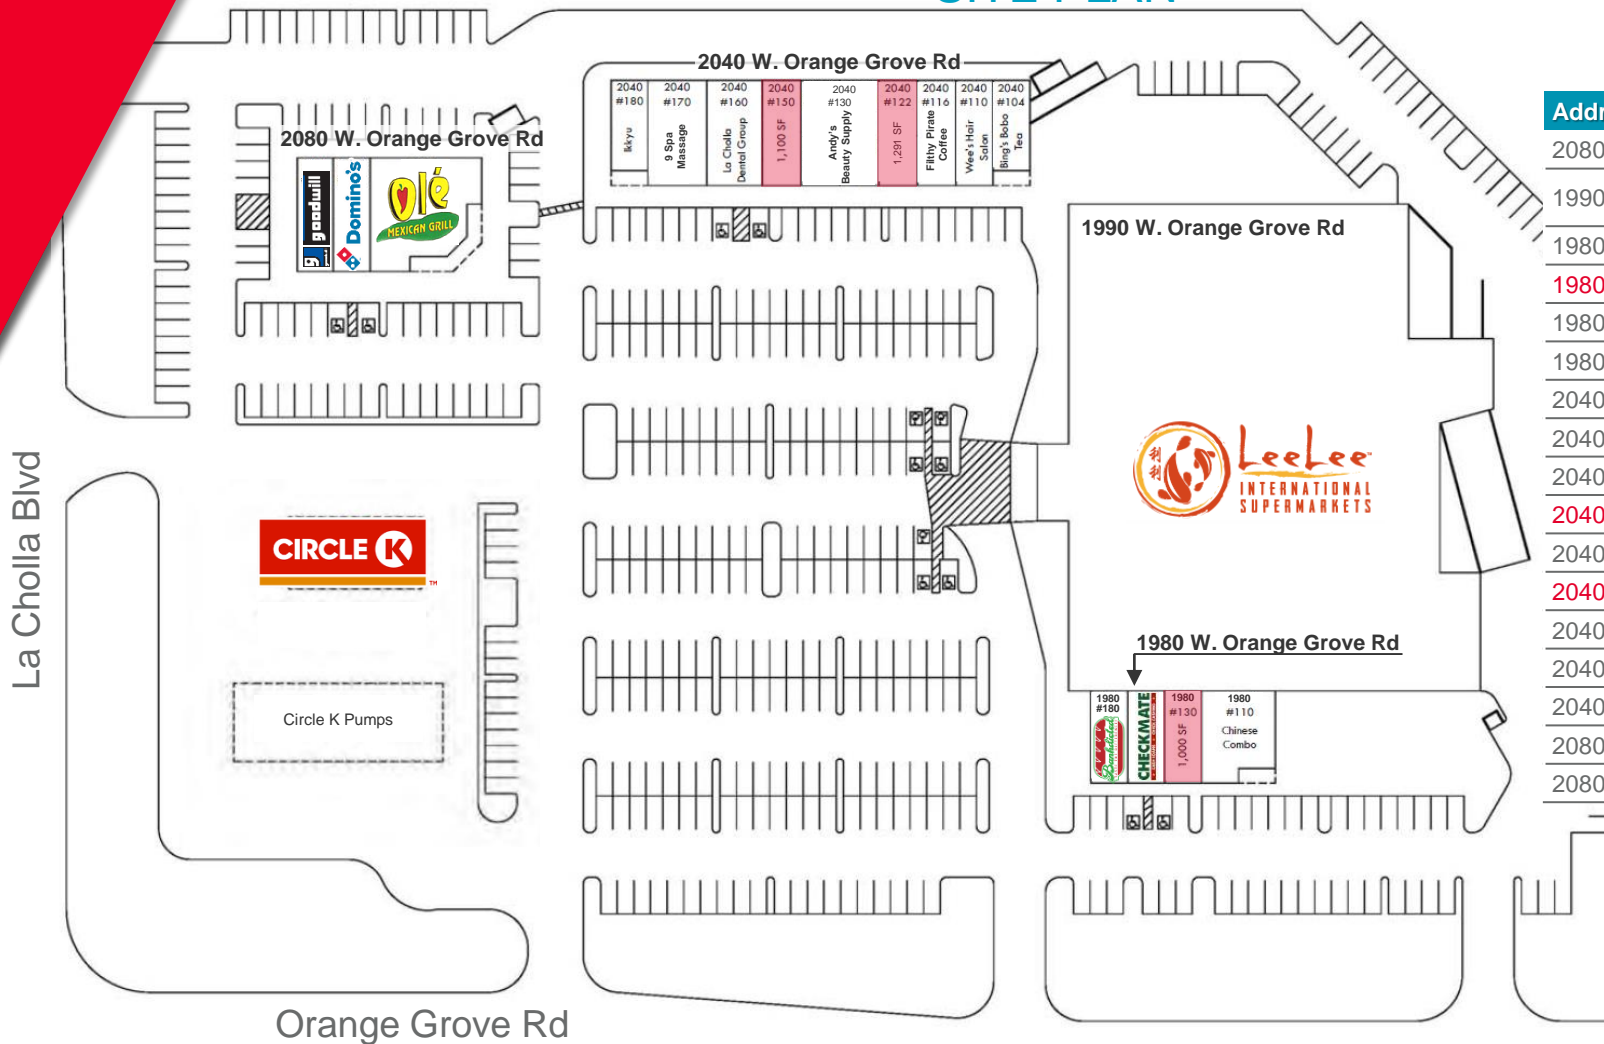 2040 W. Orange Grove Rd
2040
#180
Ikkyu
2040
#170
9 Spa
Massage
2040
#160
La Cholla
Dental Group
2040
#150
1,100 SF
2040
#130
Andy's
Beauty Supply
2040
#122
1,291 SF
2040
#116
Filthy Pirate
Coffee
2040
#110
Wee's Hair
Salon
2040
#104
Bing's Boba
Tea
2080 W. Orange Grove Rd
goodwill
Domino's
Olé
MEXICAN GRILL
1990 W. Orange Grove Rd
利
利
LeeLee
INTERNATIONAL
SUPERMARKETS
La Cholla Blvd
CIRCLE K
TM
Circle K Pumps
1980 W. Orange Grove Rd
1980
#180
CHECKMATE
1980
#130
1,000 SF
1980
#110
Chinese
Combo
Orange Grove Rd
2080
1990
1980
1980
1980
1980
2040
2040
2040
2040
2040
2040
2040
2040
2040
2080
2080